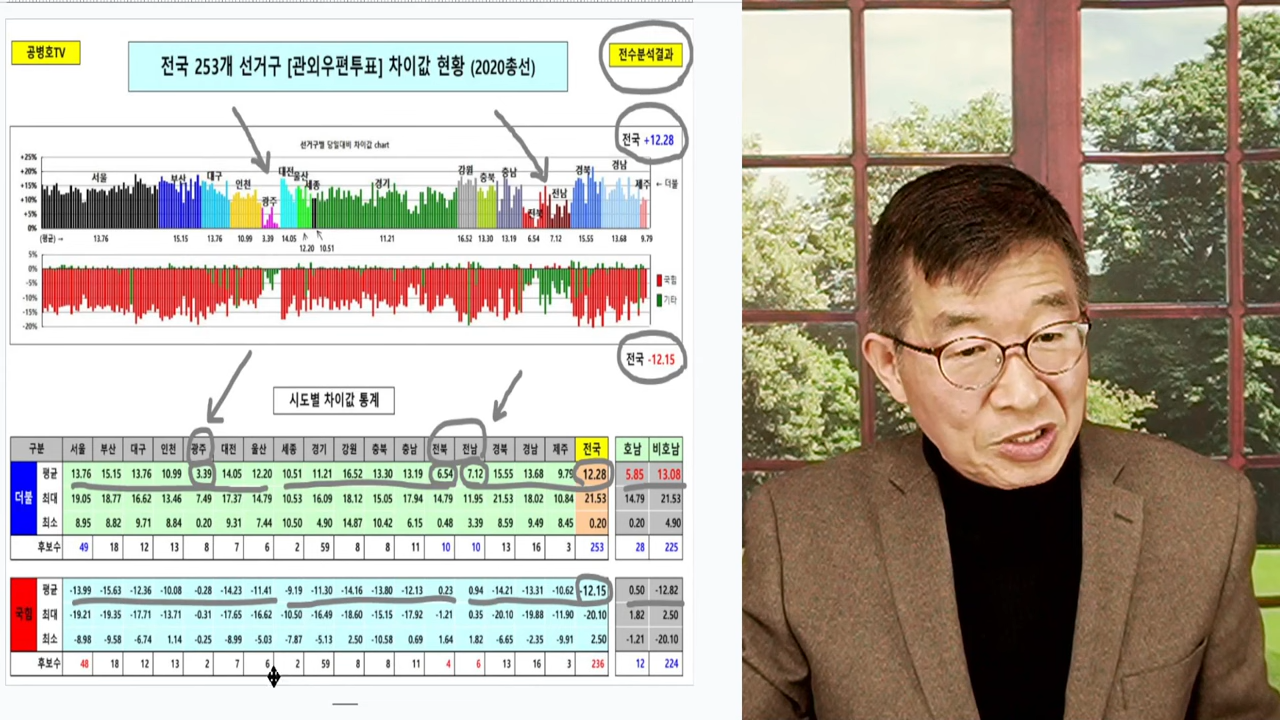 공병호TV
전국 253개 선거구 [관외우편투표] 차이값 현황 (2020총선)
전수분석결과
전국 +12.28
선거구별 당일대비 차이값 chart
+25%
+20%
+15%
+10%
+5%
0%
서울 부산 대구 인천 광주 대전 울산 세종 경기 강원 충북 충남 전북 전남 경북 경남 제주
← 더불
(평균) → 13.76 15.15 13.76 10.99 3.39 14.05 11.21 16.52 13.30 13.19 6.54 7.12 15.55 13.68 9.79
12.20 10.51
5%
0%
-5%
-10%
-15%
-20%
국힘
기타
전국 -12.15
시도별 차이값 통계
구분 서울 부산 대구 인천 광주 대전 울산 세종 경기 강원 충북 충남 전북 전남 경북 경남 제주 전국 호남 비호남
더불
평균 13.76 15.15 13.76 10.99 3.39 14.05 12.20 10.51 11.21 16.52 13.30 13.19 6.54 7.12 15.55 13.68 9.79 12.28 5.85 13.08
최대 19.05 18.77 16.62 13.46 7.49 17.37 14.79 10.53 16.09 18.12 15.05 17.94 14.79 11.95 21.53 18.02 10.84 21.53 14.79 21.53
최소 8.95 8.82 9.71 8.84 0.20 9.31 7.44 10.50 4.90 14.87 10.42 6.15 0.48 3.39 8.59 9.49 8.45 0.20 0.20 4.90
후보수 49 18 12 13 8 7 6 2 59 8 8 11 10 10 13 16 3 253 28 225
국힘
평균 -13.99 -15.63 -12.36 -10.08 -0.28 -14.23 -11.41 -9.19 -11.30 -14.16 -13.80 -12.13 0.23 0.94 -14.21 -13.31 -10.62 -12.15 0.50 -12.82
최대 -19.21 -19.35 -17.71 -13.71 -0.31 -17.65 -16.62 -10.50 -16.49 -18.60 -15.15 -17.92 -1.21 0.35 -20.10 -19.88 -11.90 -20.10 1.82 2.50
최소 -8.98 -9.58 -6.74 1.14 -0.25 -8.99 -5.03 -7.87 -5.13 2.50 -10.58 0.69 1.64 1.82 -6.65 -2.35 -9.91 2.50 -1.21 -20.10
후보수 48 18 12 13 2 7 6 2 59 8 8 11 4 6 13 16 3 236 12 224